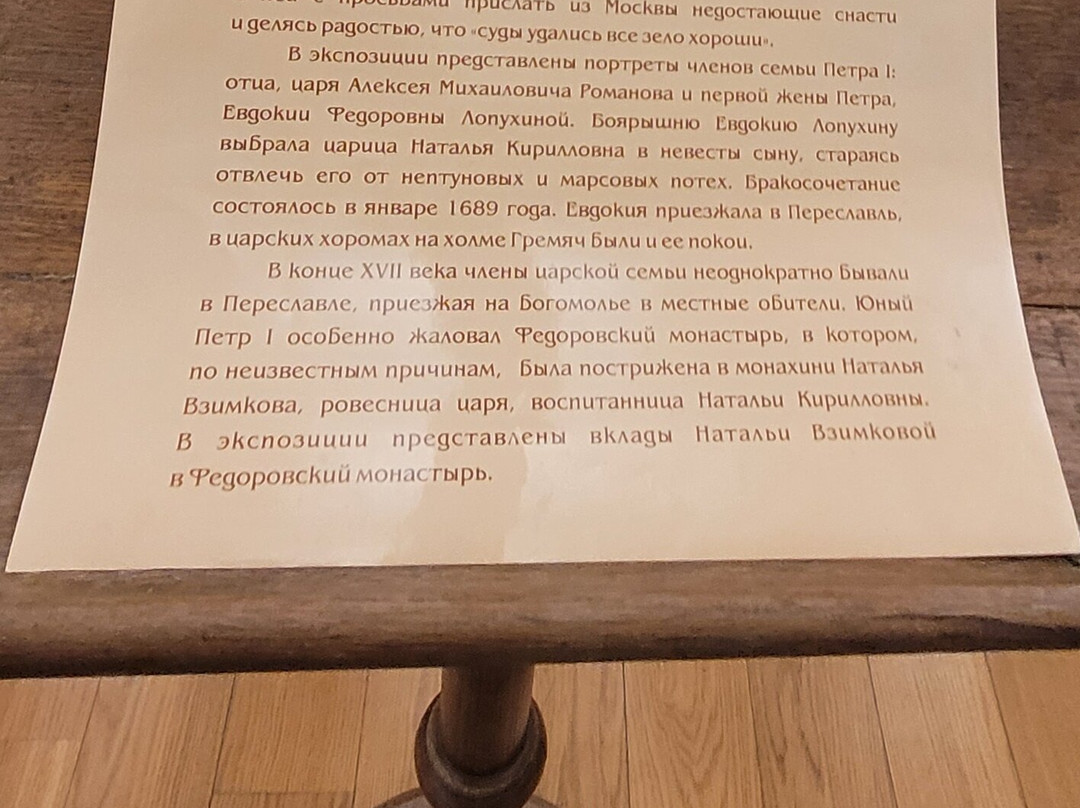 с просьбами прислать из Москвы недостающие снасти
и делясь радостью, что «суды удались все зело хороши».
В экспозиции представлены портреты членов семьи Петра I:
отца, царя Алексея Михайловича Романова и первой жены Петра,
Евдокии Федоровны Лопухиной. Боярышню Евдокию Лопухину
выбрала царица Наталья Кирилловна в невесты сыну, стараясь
отвлечь его от нептуновых и марсовых потех. Бракосочетание
состоялось в январе 1689 года. Евдокия приезжала в Переславль,
в царских хоромах на холме Гремяч были и ее покои.
В конце XVII века члены царской семьи неоднократно бывали
в Переславле, приезжая на богомолье в местные обители. Юный
Петр I особенно жаловал Федоровский монастырь, в котором,
по неизвестным причинам, была пострижена в монахини Наталья
Взимкова, ровесница царя, воспитанница Натальи Кирилловны.
В экспозиции представлены вклады Натальи Взимковой
в Федоровский монастырь.